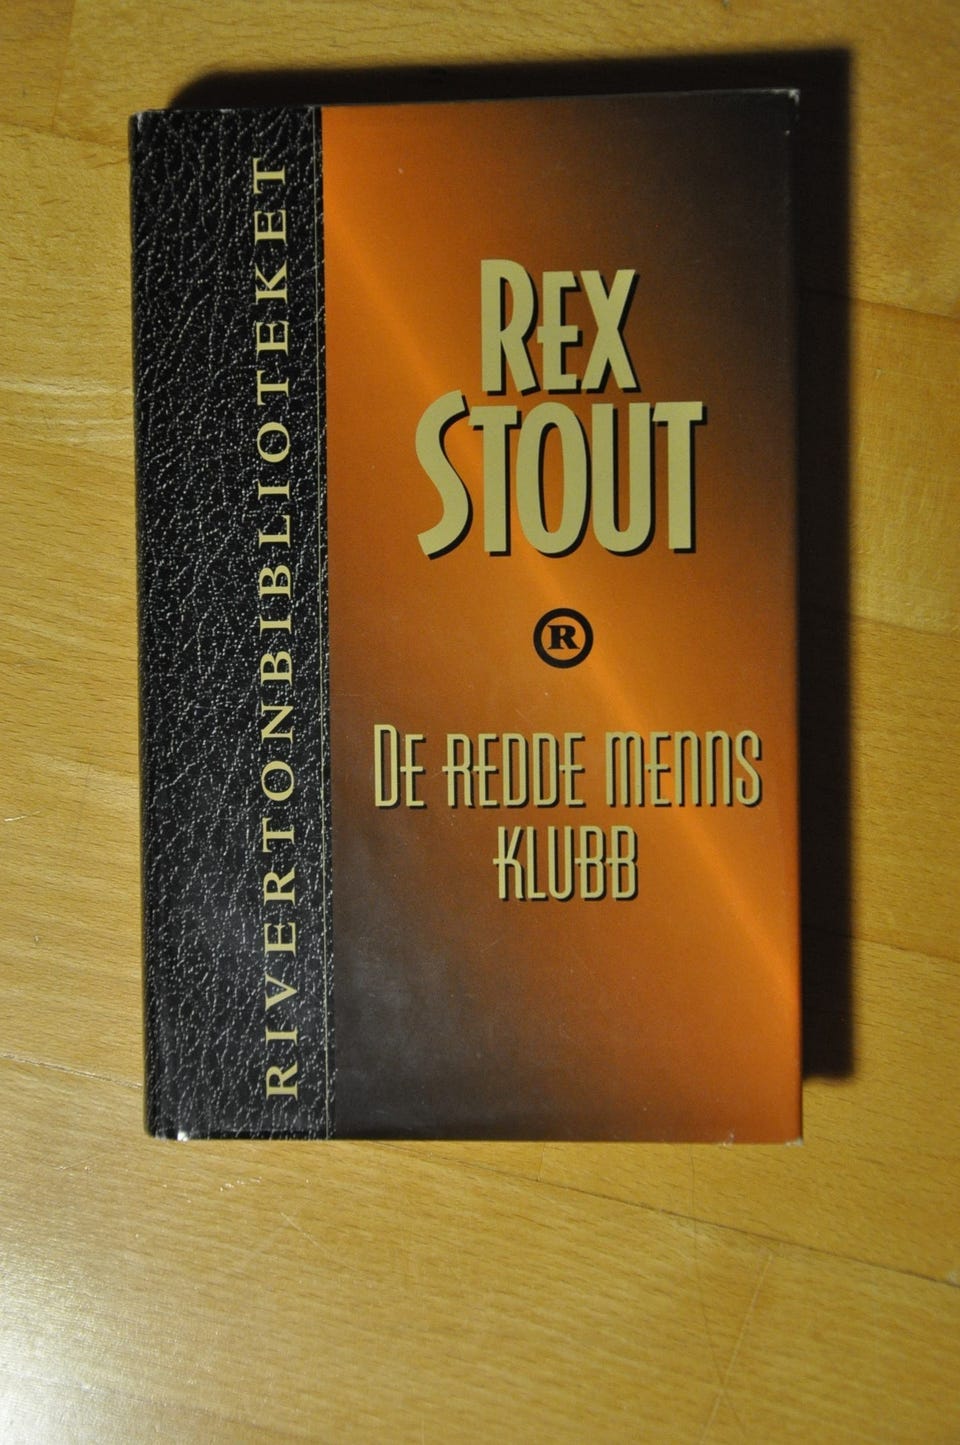 RIVERTONBIBLIOTEKET
REX
STOUT
R
DE REDDE MENNS
KLUBB